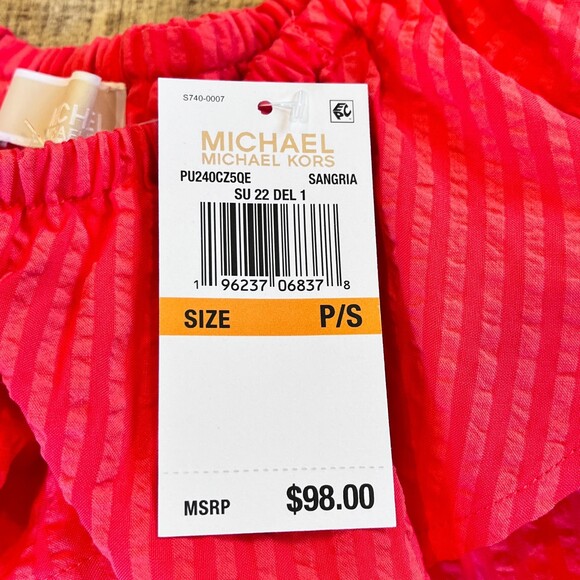 S740-0007
MICHAEL
MICHAEL KORS
PU240CZ5QE SANGRIA
SU 22 DEL 1
1 96237 06837 8
SIZE P/S
MSRP $98.00